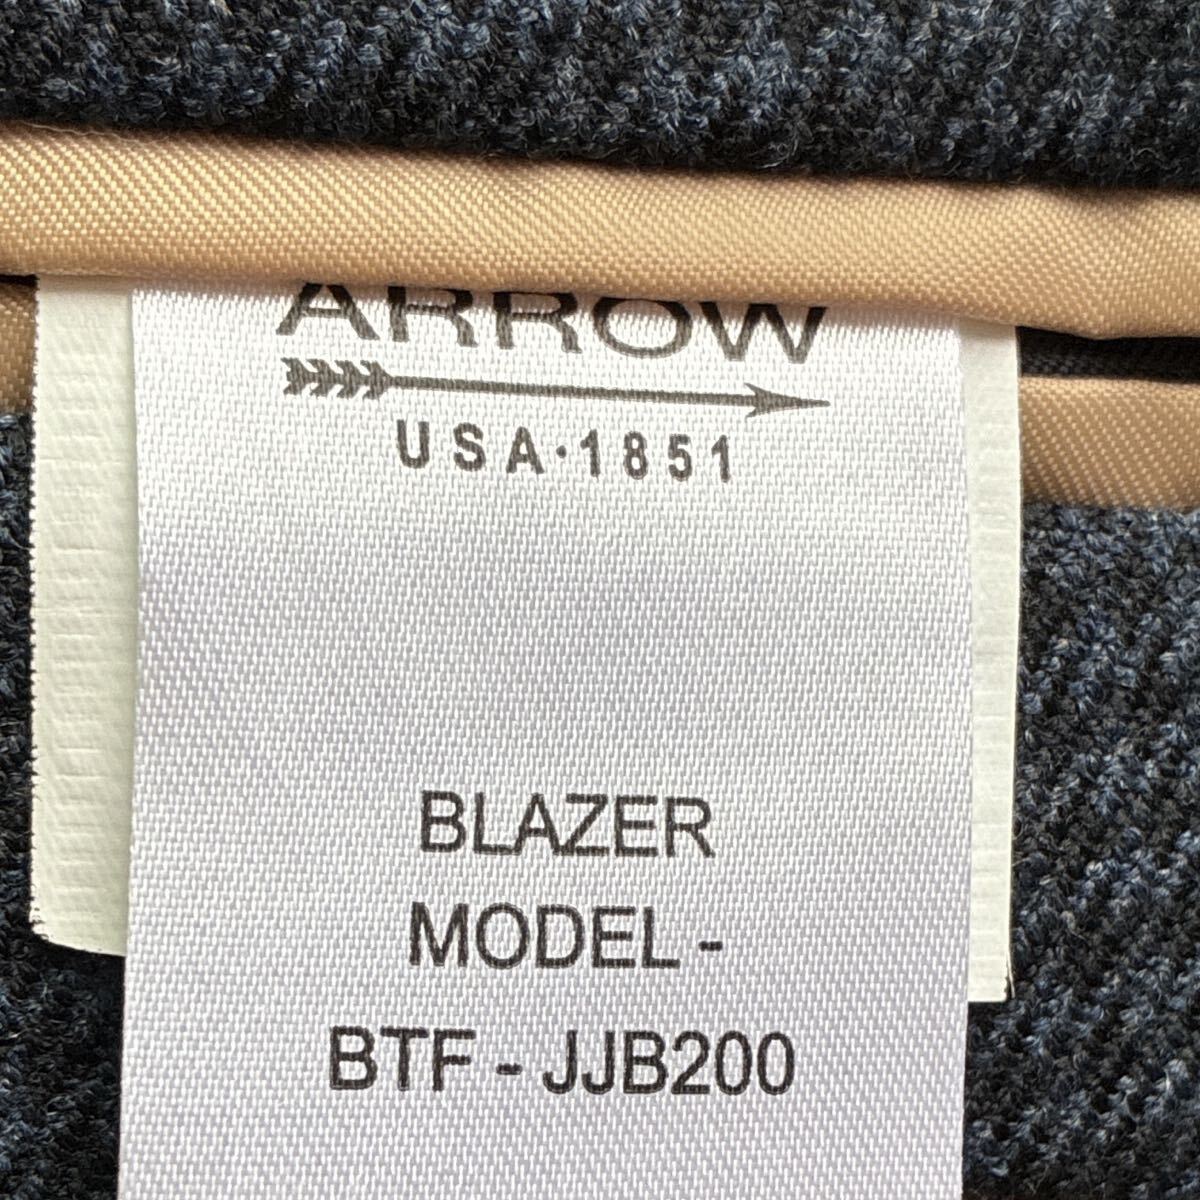 ARROW
USA·1851
BLAZER
MODEL -
BTF - JJB200